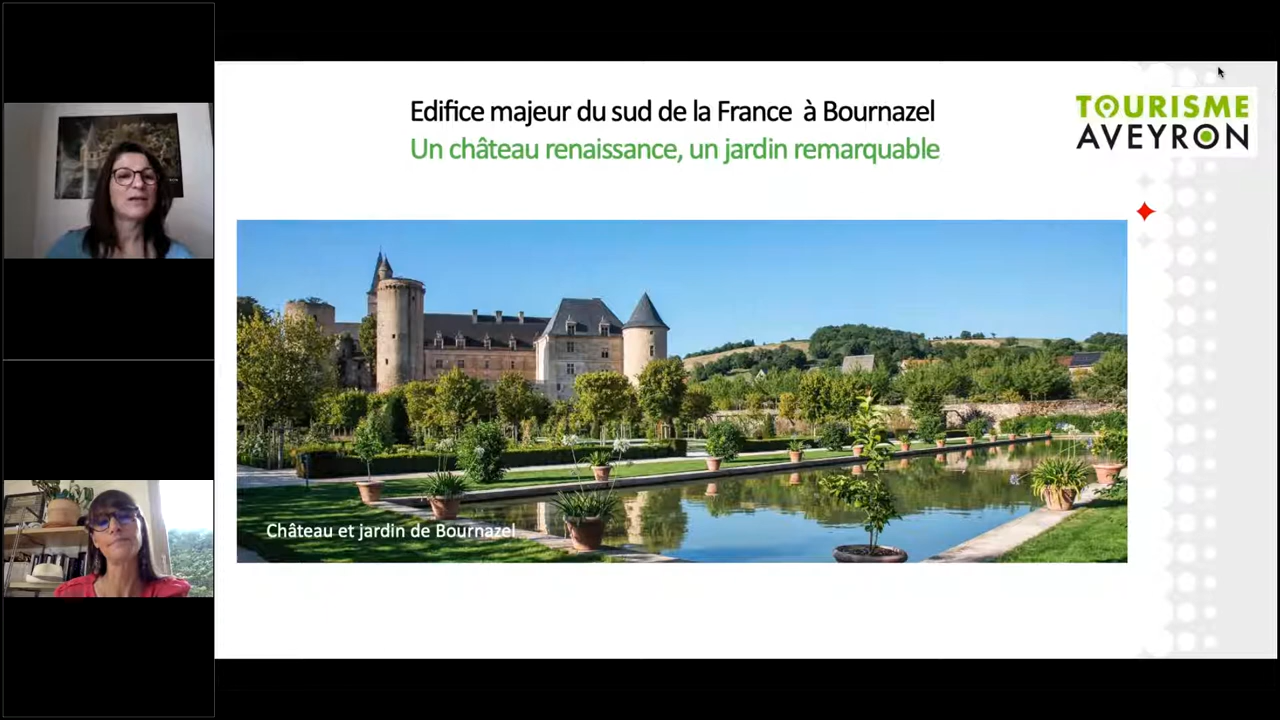 Edifice majeur du sud de la France à Bournazel
Un château renaissance, un jardin remarquable
TOURISME
AVEYRON
Château et jardin de Bournazel